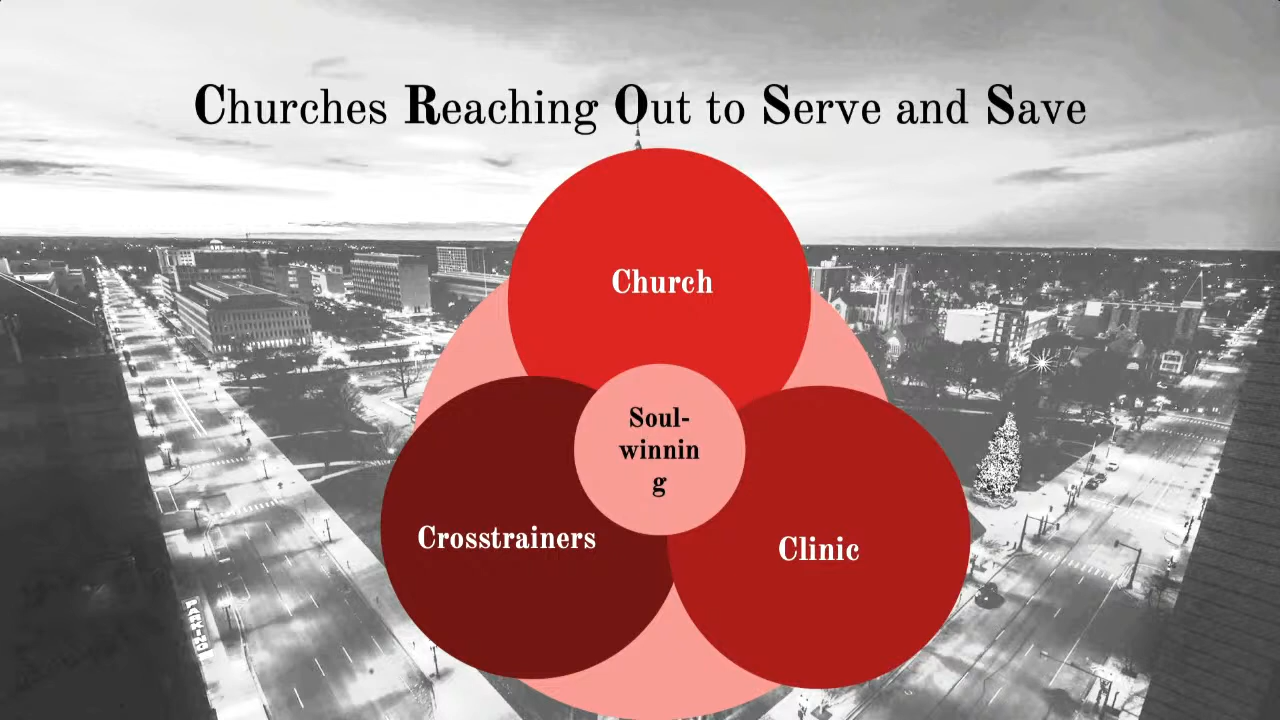 Churches Reaching Out to Serve and Save
Church
Soul-
winnin
g
Crosstrainers
Clinic